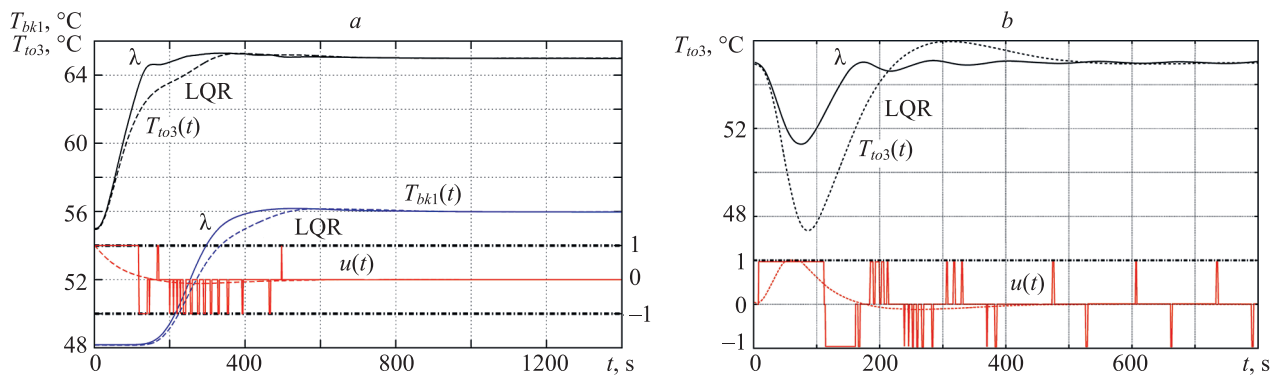 T_bk1, °C
T_to3, °C
a
64
60
56
52
48
λ
LQR
T_to3(t)
T_bk1(t)
λ
LQR
u(t)
1
0
−1
0
400
800
1200
t, s
b
T_to3, °C
52
48
1
0
−1
λ
LQR
T_to3(t)
u(t)
0
200
400
600
t, s